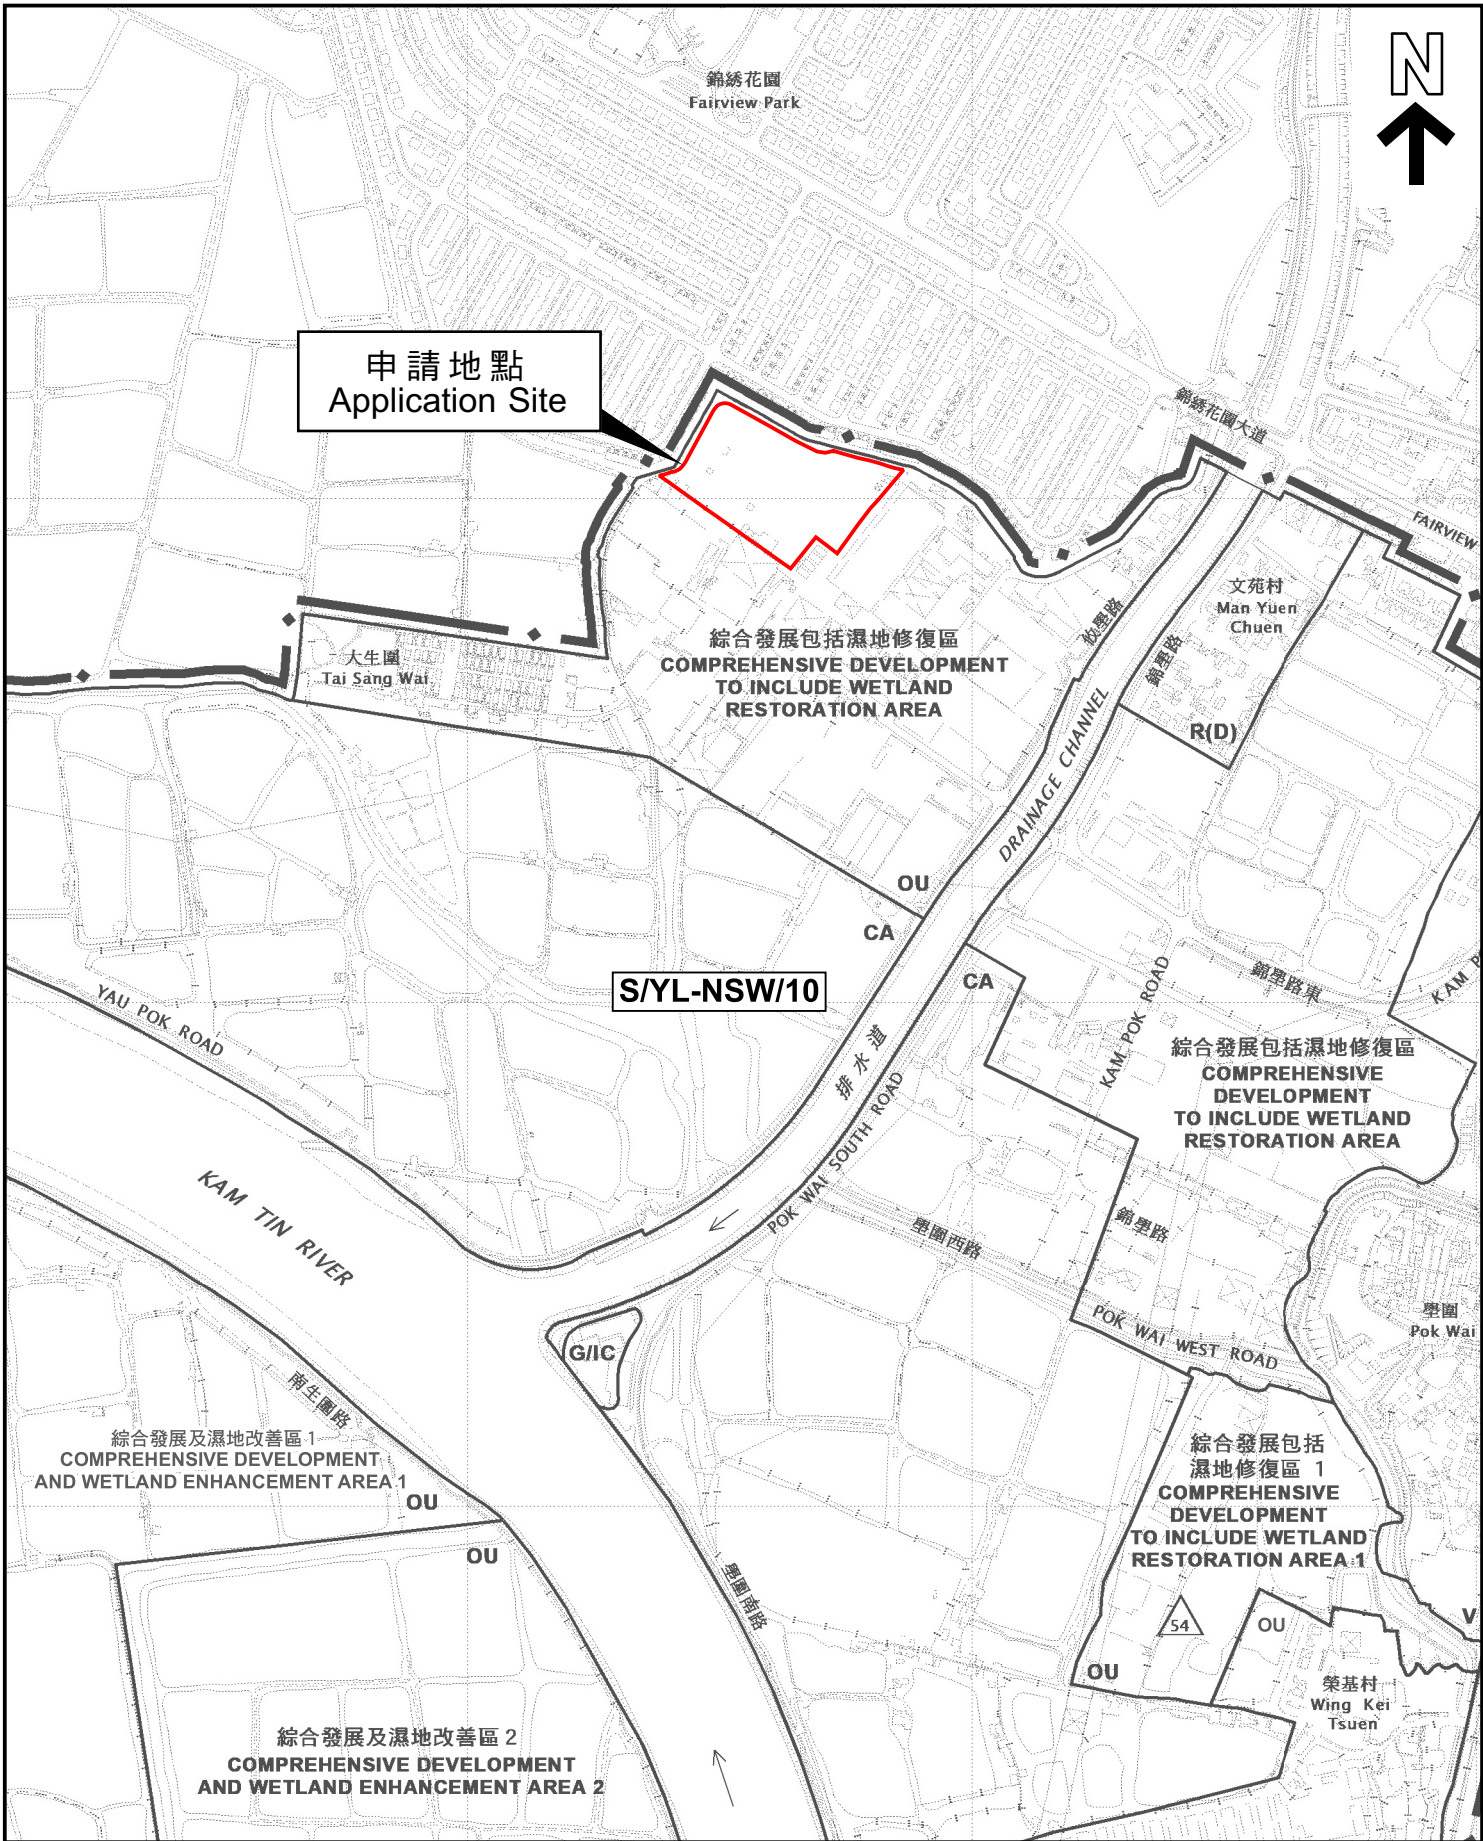 錦綉花園
Fairview Park
N
申請地點
Application Site
錦綉花園大道
FAIRVIEW
文苑村
Man Yuen
Chuen
攸壆路
錦壆路
R(D)
大生圍
Tai Sang Wai
綜合發展包括濕地修復區
COMPREHENSIVE DEVELOPMENT
TO INCLUDE WETLAND
RESTORATION AREA
DRAINAGE CHANNEL
OU
CA
S/YL-NSW/10
CA
錦壆路東
KAM P
KAM POK ROAD
YAU POK ROAD
排水道
綜合發展包括濕地修復區
COMPREHENSIVE
DEVELOPMENT
TO INCLUDE WETLAND
RESTORATION AREA
POK WAI SOUTH ROAD
KAM TIN RIVER
壆圍西路
錦壆路
POK WAI WEST ROAD
壆圍
Pok Wai
G/IC
南生圍路
綜合發展及濕地改善區 1
COMPREHENSIVE DEVELOPMENT
AND WETLAND ENHANCEMENT AREA 1
OU
OU
綜合發展包括
濕地修復區 1
COMPREHENSIVE
DEVELOPMENT
TO INCLUDE WETLAND
RESTORATION AREA 1
壆圍南路
54
OU
V
OU
榮基村
Wing Kei
Tsuen
綜合發展及濕地改善區 2
COMPREHENSIVE DEVELOPMENT
AND WETLAND ENHANCEMENT AREA 2